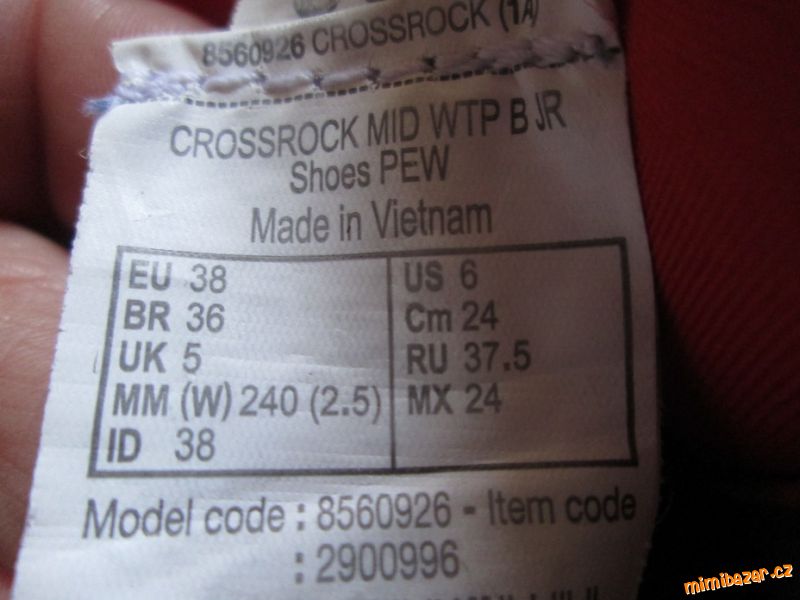 8560926 CROSSROCK (1A)
CROSSROCK MID WTP B JR
Shoes PEW
Made in Vietnam
EU 38 US 6
BR 36 Cm 24
UK 5 RU 37.5
MM (W) 240 (2.5) MX 24
ID 38
Model code : 8560926 - Item code
: 2900996
mimibazar.cz